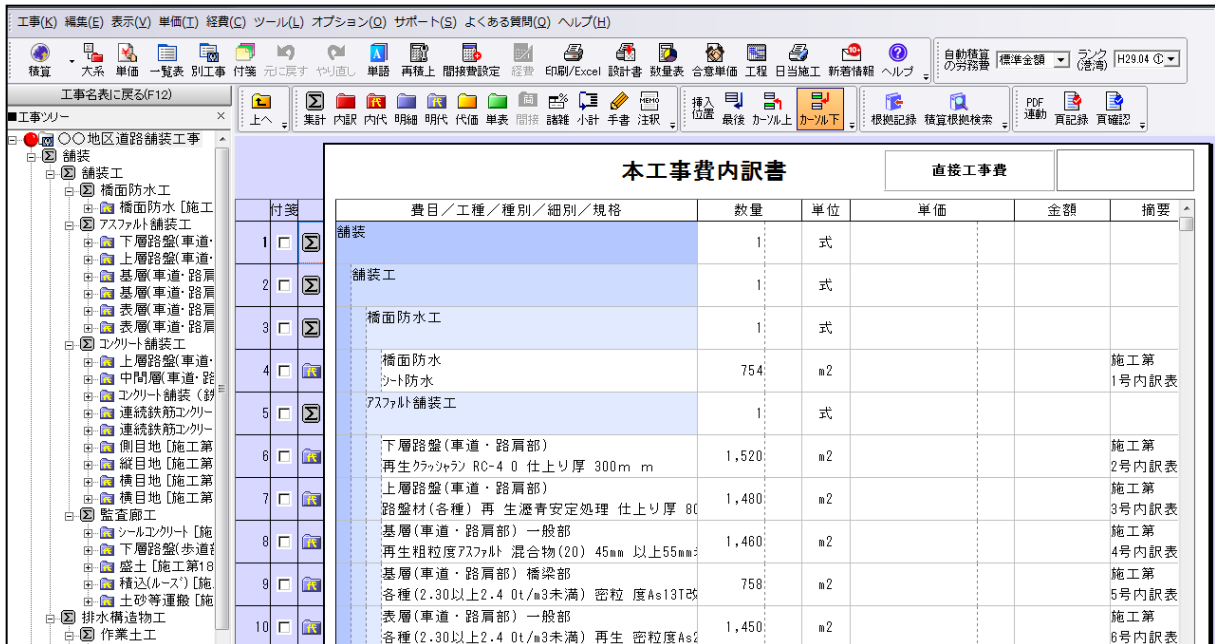 工事(K) 編集(E) 表示(V) 単価(T) 経費(C) ツール(L) オプション(O) サポート(S) よくある質問(Q) ヘルプ(H)
積算 大系 単価 一覧表 別工事 付箋 元に戻す やり直し 単語 再積上 間接費設定 経費 印刷/Excel 設計書 数量表 合意単価 工程 日当施工 新着情報 ヘルプ 自動積算の労務費 標準金額 ランク(港湾) H29.04 ①
工事名表に戻る(F12)
上へ 集計 内訳 内代 明細 明代 代価 単表 間接 諸雑 小計 手書 注釈 挿入位置 最後 カーソル上 カーソル下 根拠記録 積算根拠検索 PDF連動 頁記録 頁確認
■工事ツリー ×
〇〇地区道路舗装工事
舗装
舗装工
橋面防水工
橋面防水 [施工
アスファルト舗装工
下層路盤(車道・
上層路盤(車道・
基層(車道・路肩
基層(車道・路肩
表層(車道・路肩
表層(車道・路肩
コンクリート舗装工
上層路盤(車道・
中間層(車道・路
コンクリート舗装 (鉄
連続鉄筋コンクリー
連続鉄筋コンクリー
側目地 [施工第
縦目地 [施工第
横目地 [施工第
横目地 [施工第
監査廊工
シールコンクリート [施
下層路盤(歩道部
盛土 [施工第18
積込(ルーズ) [施
土砂等運搬 [施
排水構造物工
作業土工
本工事費内訳書
直接工事費
付箋 費目/工種/種別/細別/規格 数量 単位 単価 金額 摘要
1 舗装 1 式
2 舗装工 1 式
3 橋面防水工 1 式
4 橋面防水 754 m2 施工第
シート防水 1号内訳表
5 アスファルト舗装工 1 式
6 下層路盤(車道・路肩部) 1,520 m2 施工第
再生クラッシャラン RC-4 0 仕上り厚 300m m 2号内訳表
7 上層路盤(車道・路肩部) 1,480 m2 施工第
路盤材(各種) 再 生瀝青安定処理 仕上り厚 80 3号内訳表
8 基層(車道・路肩部) 一般部 1,460 m2 施工第
再生粗粒度アスファルト 混合物(20) 45mm 以上55mm 4号内訳表
9 基層(車道・路肩部) 橋梁部 758 m2 施工第
各種(2.30以上2.4 0t/m3未満) 密粒 度As13T改 5号内訳表
10 表層(車道・路肩部) 一般部 1,450 m2 施工第
各種(2.30以上2.4 0t/m3未満) 再生 密粒度As2 6号内訳表